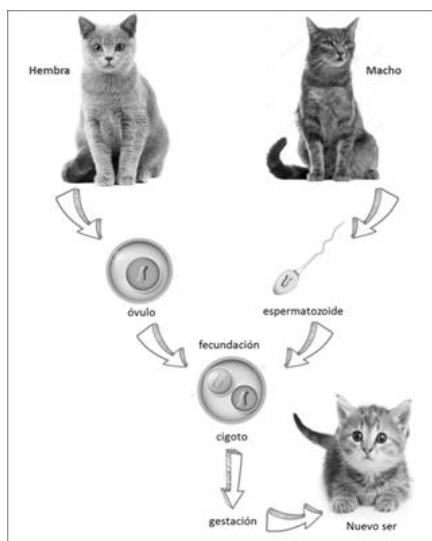 Hembra
Macho
óvulo
espermatozoide
fecundación
cigoto
gestación
Nuevo ser